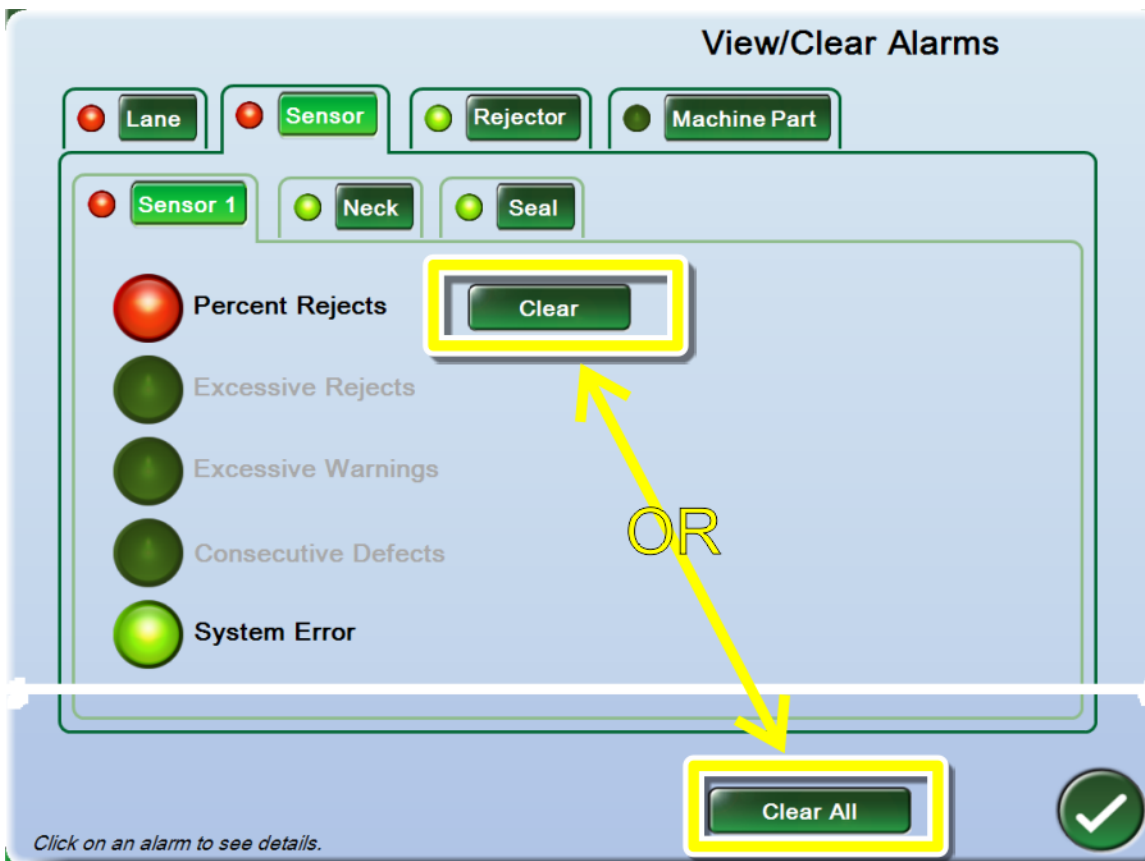 View/Clear Alarms
Lane Sensor Rejector Machine Part
Sensor 1 Neck Seal
Percent Rejects Clear
Excessive Rejects
Excessive Warnings
Consecutive Defects
OR
System Error
Clear All
Click on an alarm to see details.